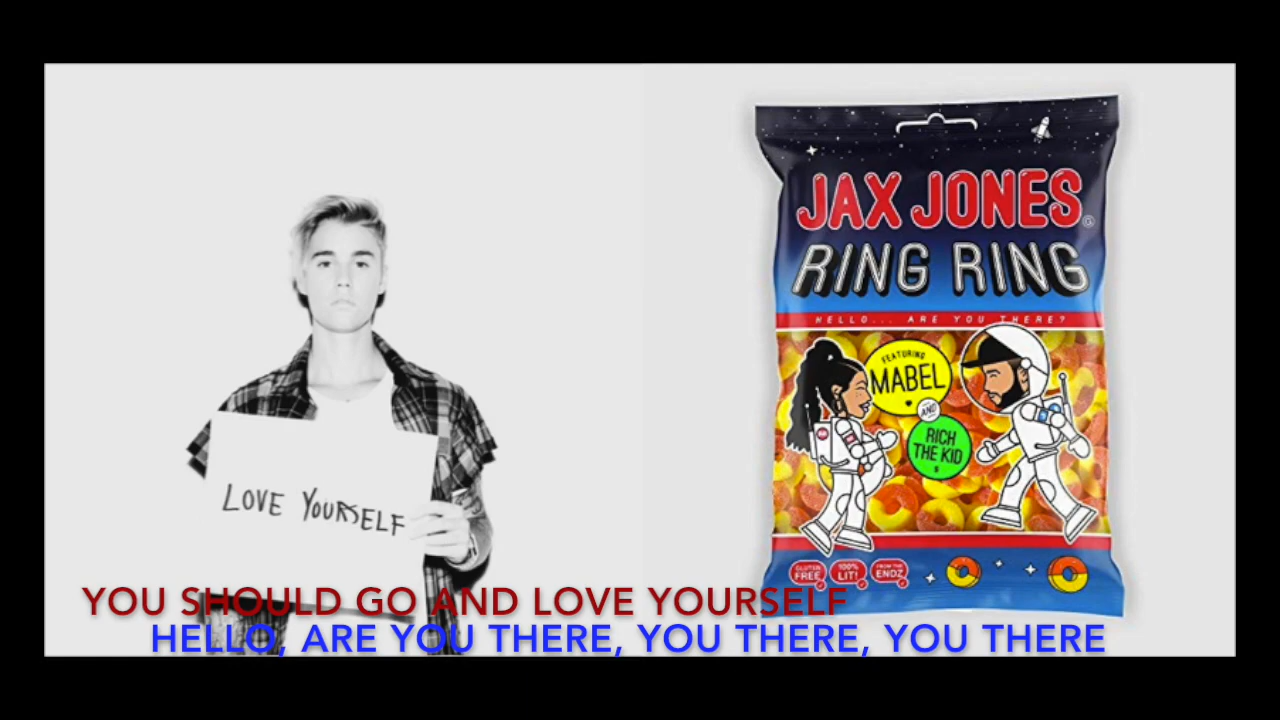 JAX JONES
RING RING
HELLO... ARE YOU THERE?
FEATURING
MABEL
AND
RICH
THE KID
LOVE YOURSELF
GLUTEN
FREE
100%
LIT!
FROM THE
ENDZ
YOU SHOULD GO AND LOVE YOURSELF
HELLO, ARE YOU THERE, YOU THERE, YOU THERE